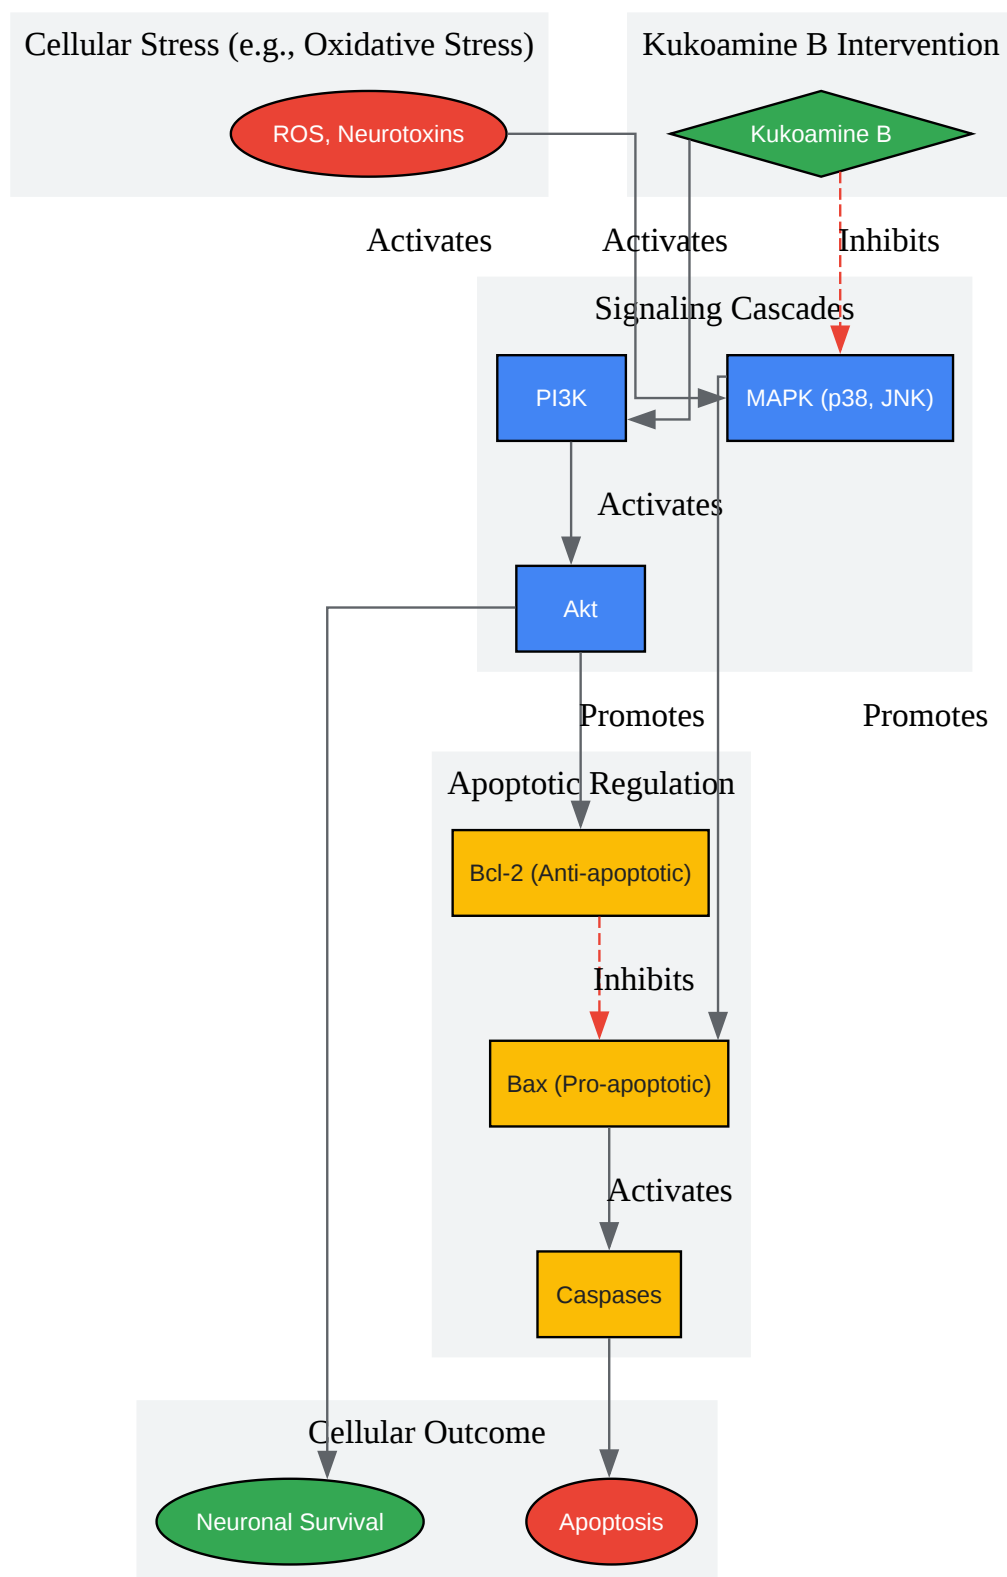 Cellular Stress (e.g., Oxidative Stress)
Kukoamine B Intervention
ROS, Neurotoxins
Kukoamine B
Activates
Activates
Inhibits
Signaling Cascades
PI3K
MAPK (p38, JNK)
Activates
Akt
Promotes
Promotes
Apoptotic Regulation
Bcl-2 (Anti-apoptotic)
Inhibits
Bax (Pro-apoptotic)
Activates
Caspases
Cellular Outcome
Neuronal Survival
Apoptosis